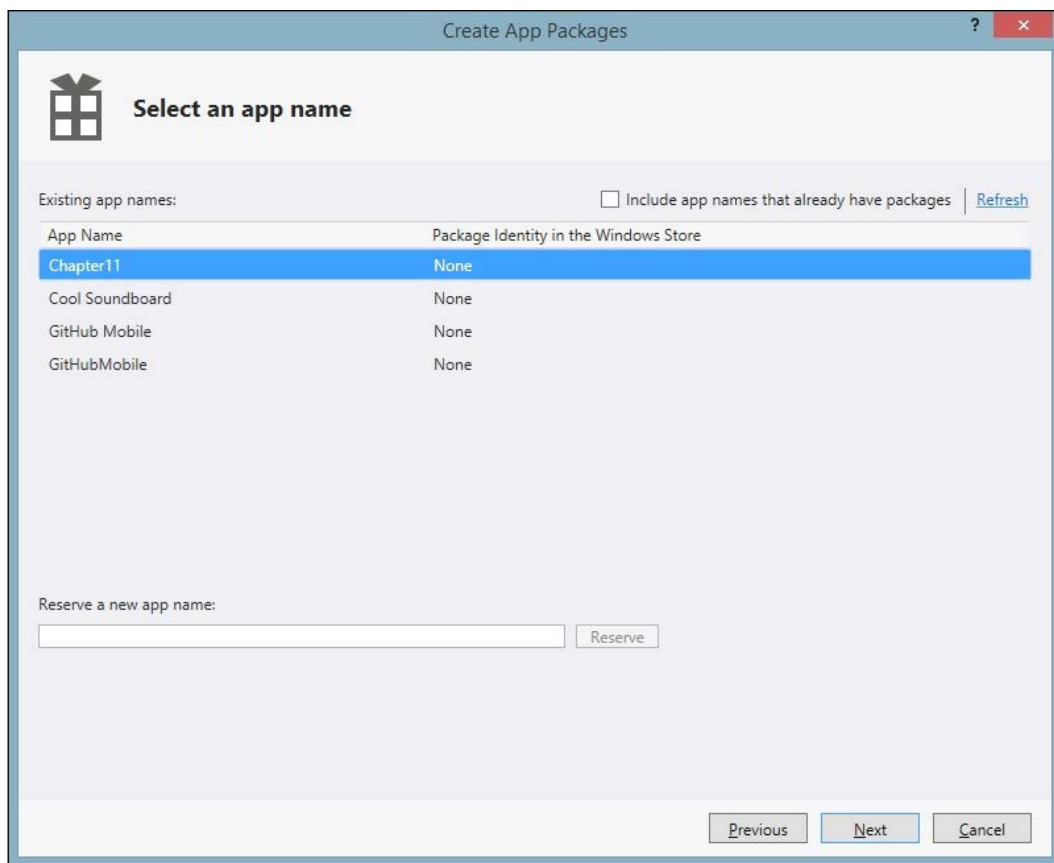 Create App Packages
?
Select an app name
Existing app names:
Include app names that already have packages
Refresh
App Name
Package Identity in the Windows Store
Chapter11
None
Cool Soundboard
None
GitHub Mobile
None
GitHubMobile
None
Reserve a new app name:
Reserve
Previous
Next
Cancel